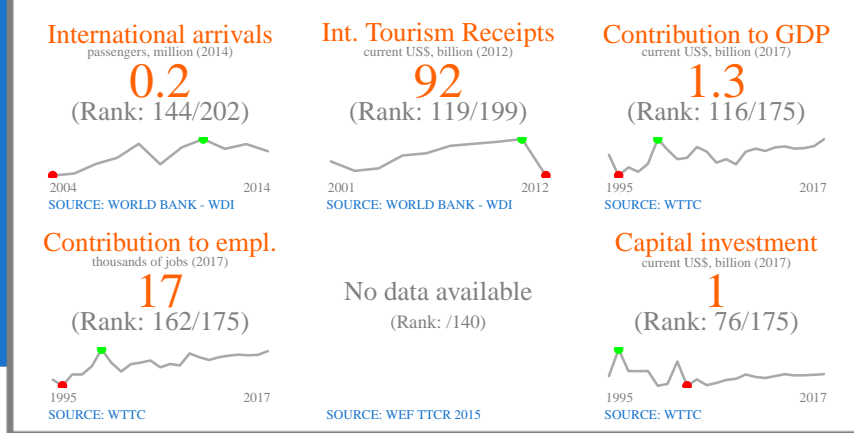 International arrivals
passengers, million (2014)
0.2
(Rank: 144/202)
2004 2014
SOURCE: WORLD BANK - WDI
Int. Tourism Receipts
current US$, billion (2012)
92
(Rank: 119/199)
2001 2012
SOURCE: WORLD BANK - WDI
Contribution to GDP
current US$, billion (2017)
1.3
(Rank: 116/175)
1995 2017
SOURCE: WTTC
Contribution to empl.
thousands of jobs (2017)
17
(Rank: 162/175)
1995 2017
SOURCE: WTTC
No data available
(Rank: /140)
SOURCE: WEF TTCR 2015
Capital investment
current US$, billion (2017)
1
(Rank: 76/175)
1995 2017
SOURCE: WTTC